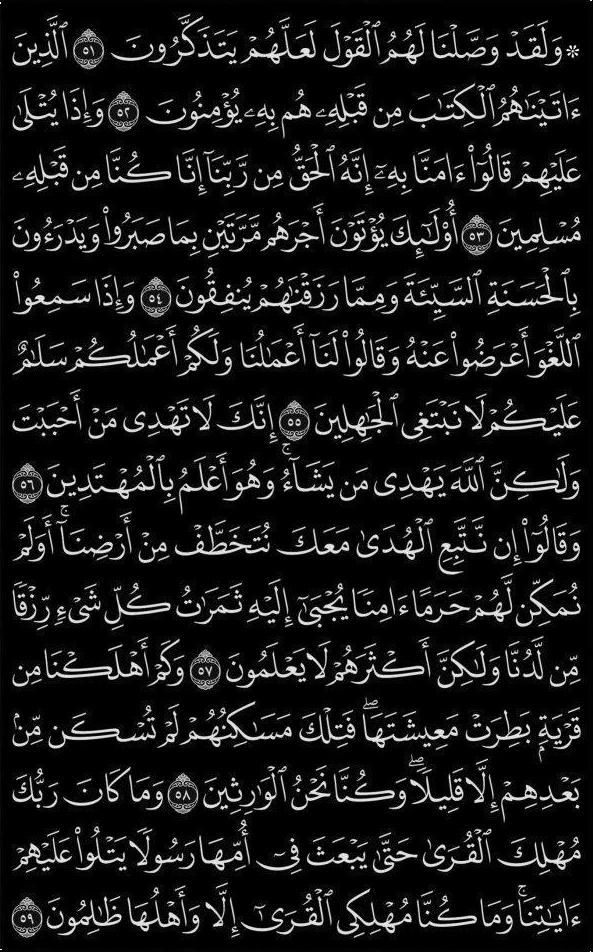 ۞ وَلَقَدْ وَصَّلْنَا لَهُمُ ٱلْقَوْلَ لَعَلَّهُمْ يَتَذَكَّرُونَ ٥١ ٱلَّذِينَ
ءَاتَيْنَٰهُمُ ٱلْكِتَٰبَ مِن قَبْلِهِۦ هُم بِهِۦ يُؤْمِنُونَ ٥٢ وَإِذَا يُتْلَىٰ
عَلَيْهِمْ قَالُوٓا۟ ءَامَنَّا بِهِۦٓ إِنَّهُ ٱلْحَقُّ مِن رَّبِّنَآ إِنَّا كُنَّا مِن قَبْلِهِۦ
مُسْلِمِينَ ٥٣ أُو۟لَٰٓئِكَ يُؤْتَوْنَ أَجْرَهُم مَّرَّتَيْنِ بِمَا صَبَرُوا۟ وَيَدْرَءُونَ
بِٱلْحَسَنَةِ ٱلسَّيِّئَةَ وَمِمَّا رَزَقْنَٰهُمْ يُنفِقُونَ ٥٤ وَإِذَا سَمِعُوا۟
ٱللَّغْوَ أَعْرَضُوا۟ عَنْهُ وَقَالُوا۟ لَنَآ أَعْمَٰلُنَا وَلَكُمْ أَعْمَٰلُكُمْ سَلَٰمٌ
عَلَيْكُمْ لَا نَبْتَغِى ٱلْجَٰهِلِينَ ٥٥ إِنَّكَ لَا تَهْدِى مَنْ أَحْبَبْتَ
وَلَٰكِنَّ ٱللَّهَ يَهْدِى مَن يَشَآءُ ۚ وَهُوَ أَعْلَمُ بِٱلْمُهْتَدِينَ ٥٦
وَقَالُوٓا۟ إِن نَّتَّبِعِ ٱلْهُدَىٰ مَعَكَ نُتَخَطَّفْ مِنْ أَرْضِنَآ ۚ أَوَلَمْ
نُمَكِّن لَّهُمْ حَرَمًا ءَامِنًا يُجْبَىٰٓ إِلَيْهِ ثَمَرَٰتُ كُلِّ شَىْءٍ رِّزْقًا
مِّن لَّدُنَّا وَلَٰكِنَّ أَكْثَرَهُمْ لَا يَعْلَمُونَ ٥٧ وَكَمْ أَهْلَكْنَا مِن
قَرْيَةٍۭ بَطِرَتْ مَعِيشَتَهَا ۖ فَتِلْكَ مَسَٰكِنُهُمْ لَمْ تُسْكَن مِّنۢ
بَعْدِهِمْ إِلَّا قَلِيلًا ۖ وَكُنَّا نَحْنُ ٱلْوَٰرِثِينَ ٥٨ وَمَا كَانَ رَبُّكَ
مُهْلِكَ ٱلْقُرَىٰ حَتَّىٰ يَبْعَثَ فِىٓ أُمِّهَا رَسُولًا يَتْلُوا۟ عَلَيْهِمْ
ءَايَٰتِنَا ۚ وَمَا كُنَّا مُهْلِكِى ٱلْقُرَىٰٓ إِلَّا وَأَهْلُهَا ظَٰلِمُونَ ٥٩